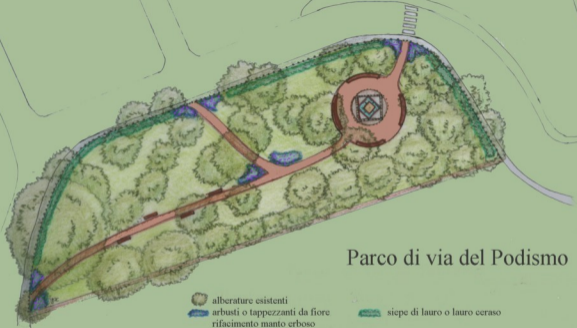 Parco di via del Podismo
alberature esistenti
arbusti o tappezzanti da fiore
rifacimento manto erboso
siepe di lauro o lauro ceraso